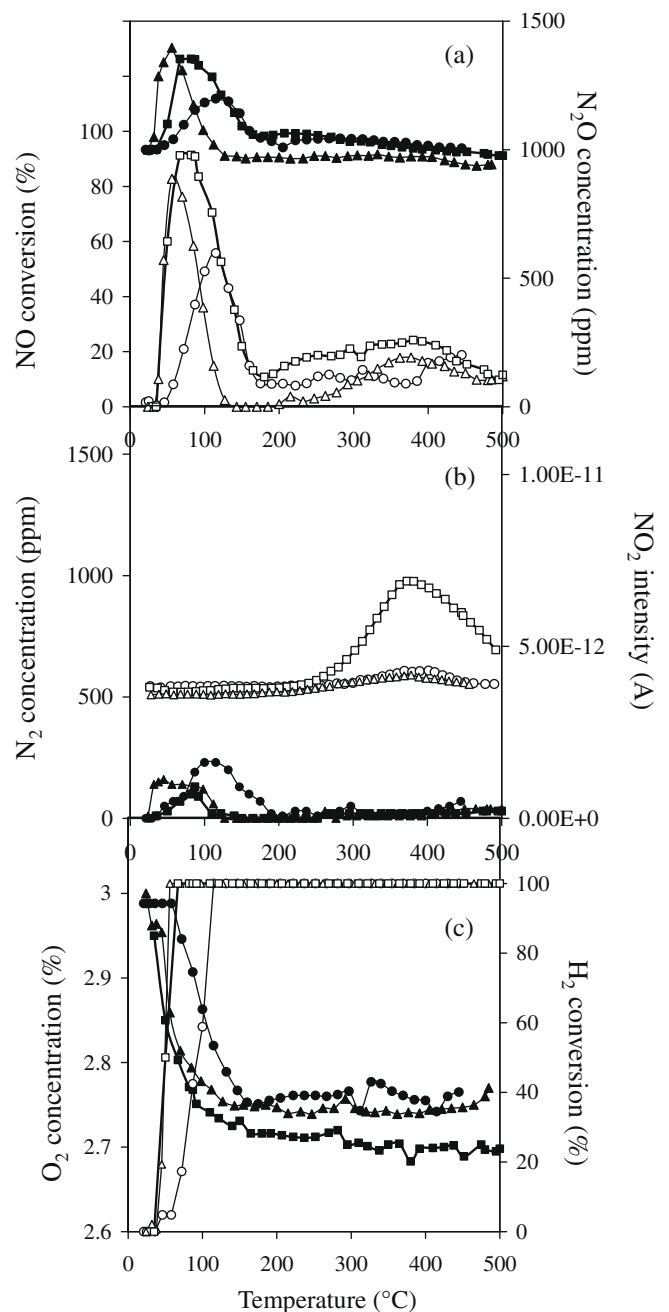 (a)
NO conversion (%)
100
80
60
40
20
0
N₂O concentration (ppm)
1500
1000
500
0
0 100 200 300 400 500
(b)
N₂ concentration (ppm)
1500
1000
500
0
NO₂ intensity (A)
1.00E-11
5.00E-12
0.00E+0
0 100 200 300 400 500
(c)
O₂ concentration (%)
3
2.9
2.8
2.7
2.6
H₂ conversion (%)
100
80
60
40
20
0
0 100 200 300 400 500
Temperature (°C)